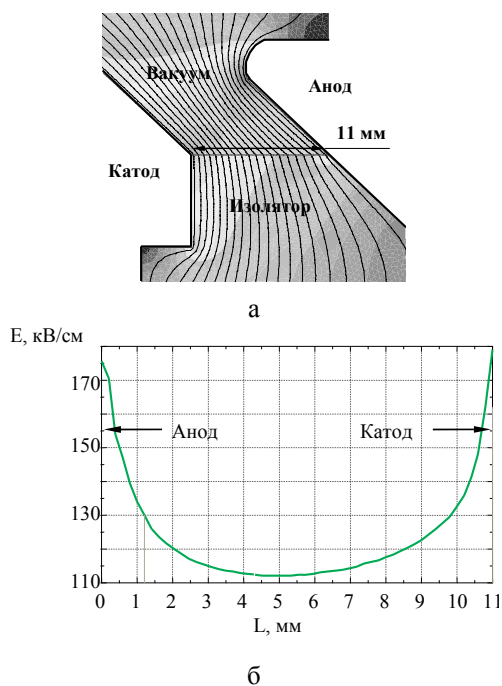 Вакуум
Анод
11 мм
Катод
Изолятор
а
E, кВ/см
170
150
130
110
Анод
Катод
0 1 2 3 4 5 6 7 8 9 10 11
L, мм
б